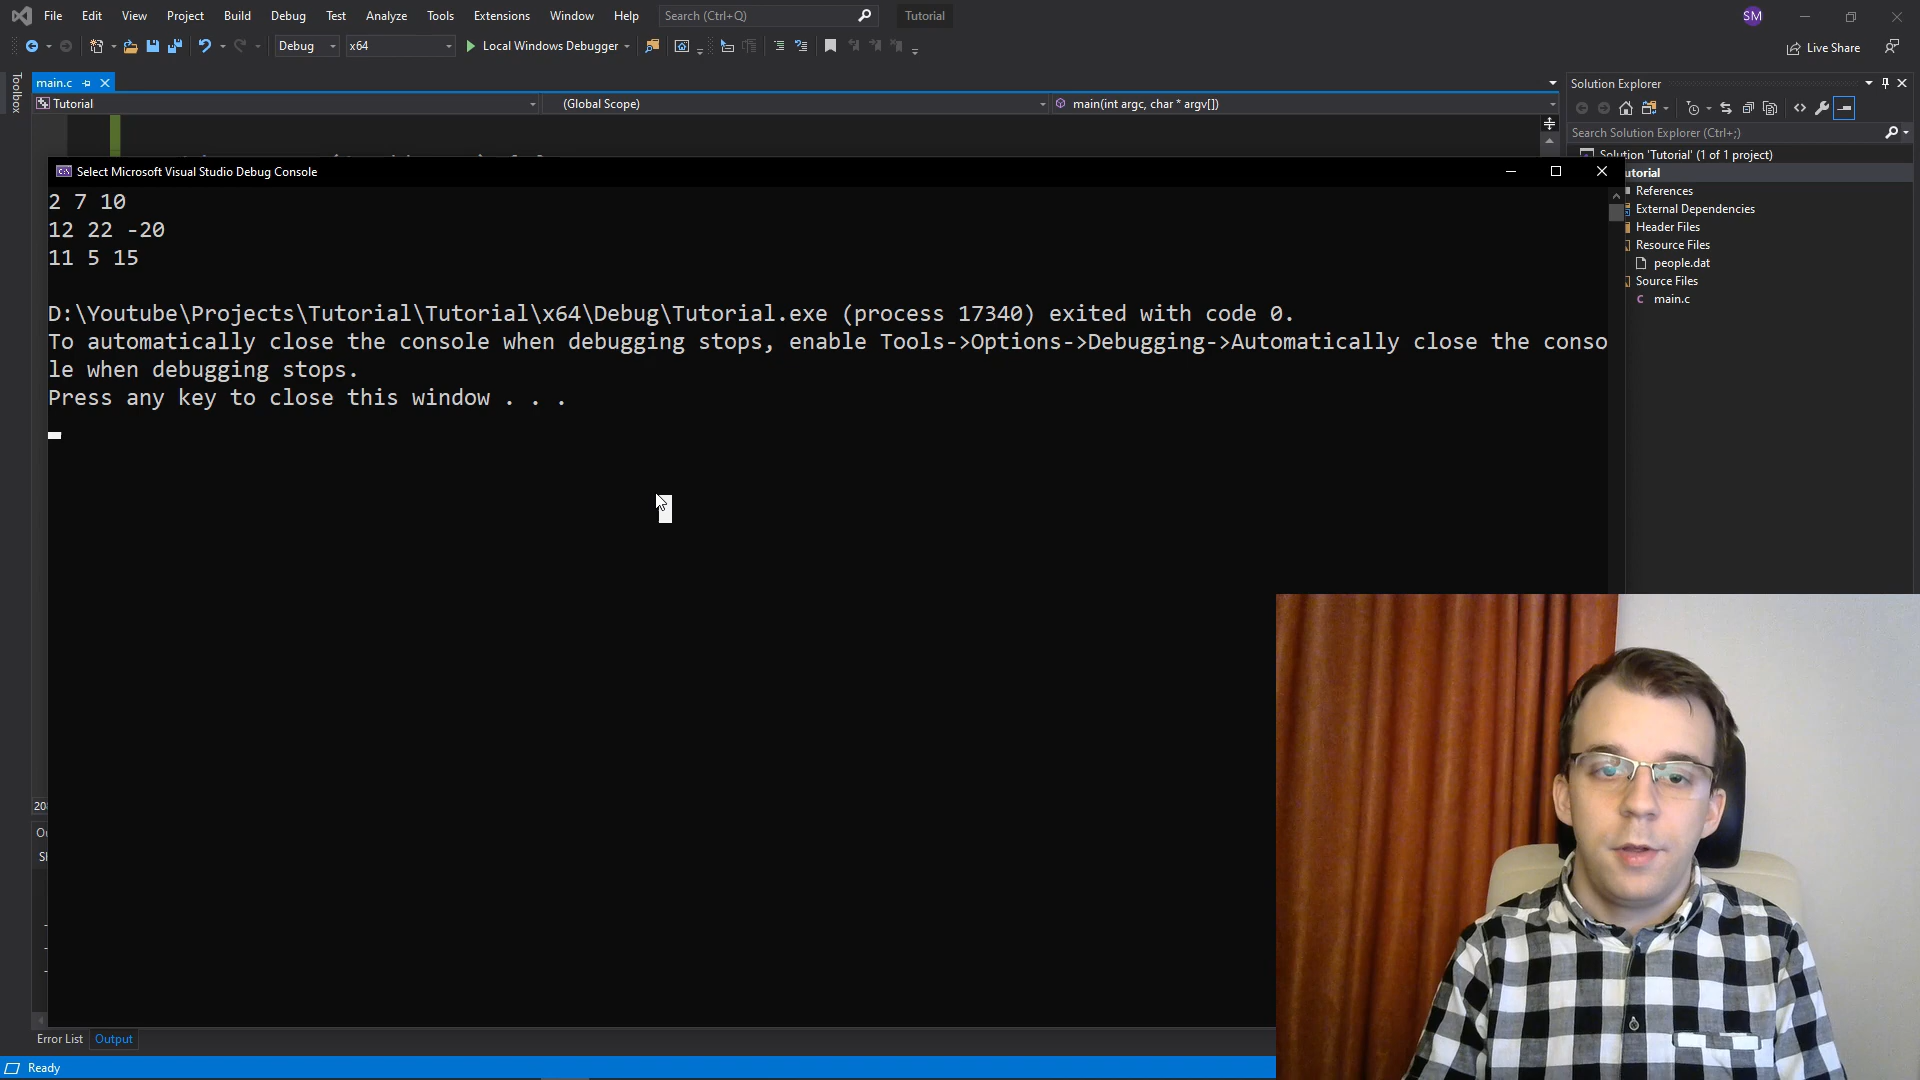 File Edit View Project Build Debug Test Analyze Tools Extensions Window Help Search (Ctrl+Q) Tutorial SM
Debug x64 Local Windows Debugger Live Share
Toolbox
main.c
Tutorial (Global Scope) main(int argc, char * argv[])
Select Microsoft Visual Studio Debug Console
2 7 10
12 22 -20
11 5 15
D:\Youtube\Projects\Tutorial\Tutorial\x64\Debug\Tutorial.exe (process 17340) exited with code 0.
To automatically close the console when debugging stops, enable Tools->Options->Debugging->Automatically close the conso
le when debugging stops.
Press any key to close this window . . .
Solution Explorer
Search Solution Explorer (Ctrl+;)
Solution 'Tutorial' (1 of 1 project)
utorial
References
External Dependencies
Header Files
Resource Files
people.dat
Source Files
main.c
Error List Output
Ready